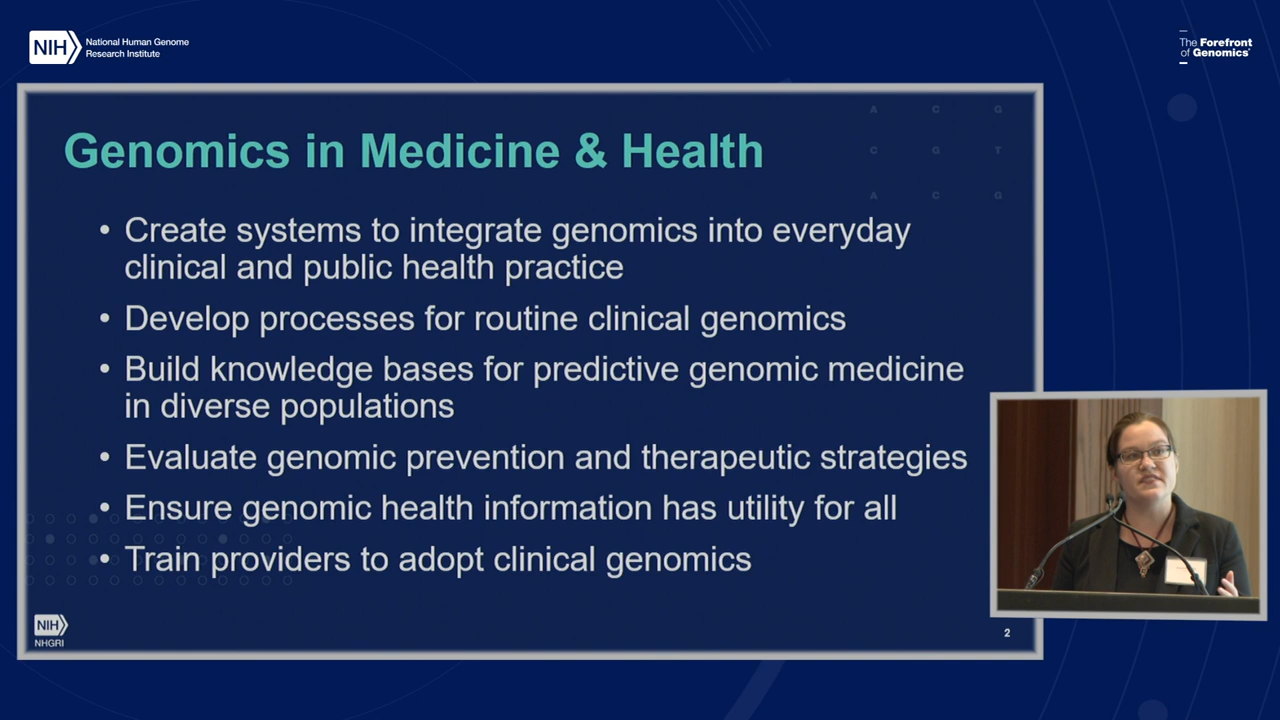 NIH National Human Genome
Research Institute
The Forefront
of Genomics®
A C G
Genomics in Medicine & Health
C G T
A C G
• Create systems to integrate genomics into everyday
clinical and public health practice
• Develop processes for routine clinical genomics
• Build knowledge bases for predictive genomic medicine
in diverse populations
• Evaluate genomic prevention and therapeutic strategies
• Ensure genomic health information has utility for all
• Train providers to adopt clinical genomics
NIH
NHGRI
2